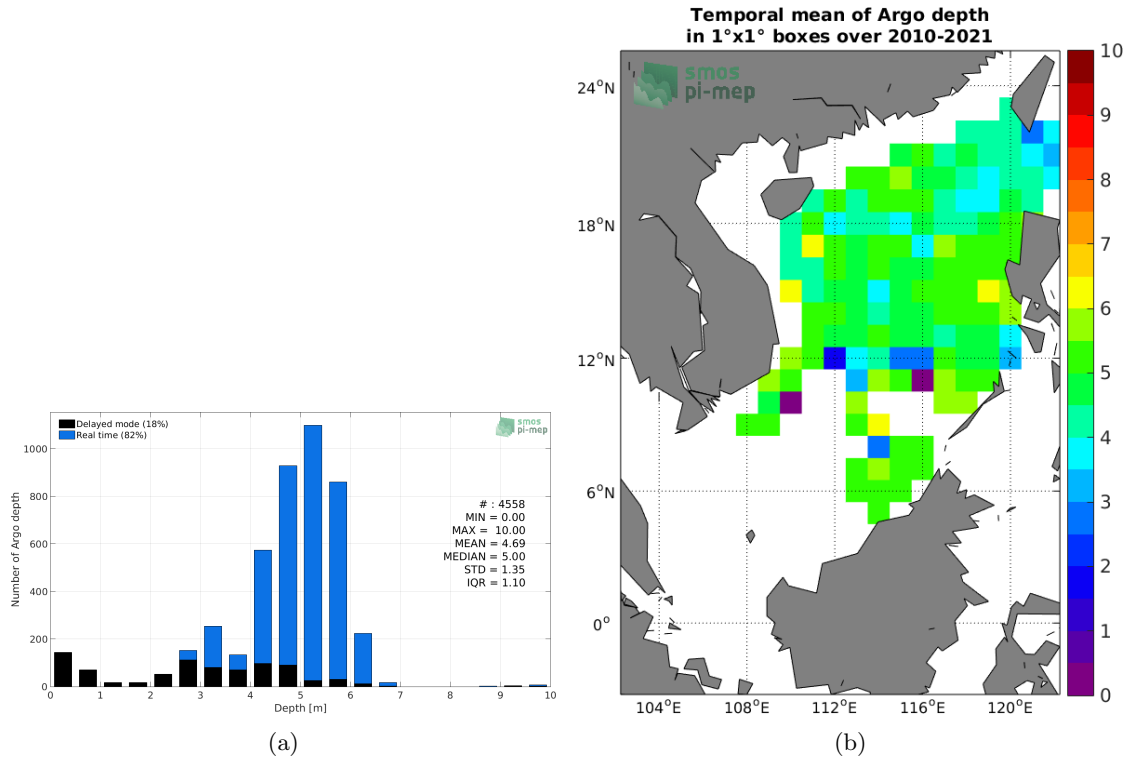 Delayed mode (18%)
Real time (82%)
smos
pi-mep
# : 4558
MIN = 0.00
MAX = 10.00
MEAN = 4.69
MEDIAN = 5.00
STD = 1.35
IQR = 1.10
Number of Argo depth
1000
800
600
400
200
0
0 1 2 3 4 5 6 7 8 9 10
Depth [m]
(a)
Temporal mean of Argo depth
in 1°x1° boxes over 2010-2021
smos
pi-mep
24°N
18°N
12°N
6°N
0°
104°E 108°E 112°E 116°E 120°E
10
9
8
7
6
5
4
3
2
1
0
(b)